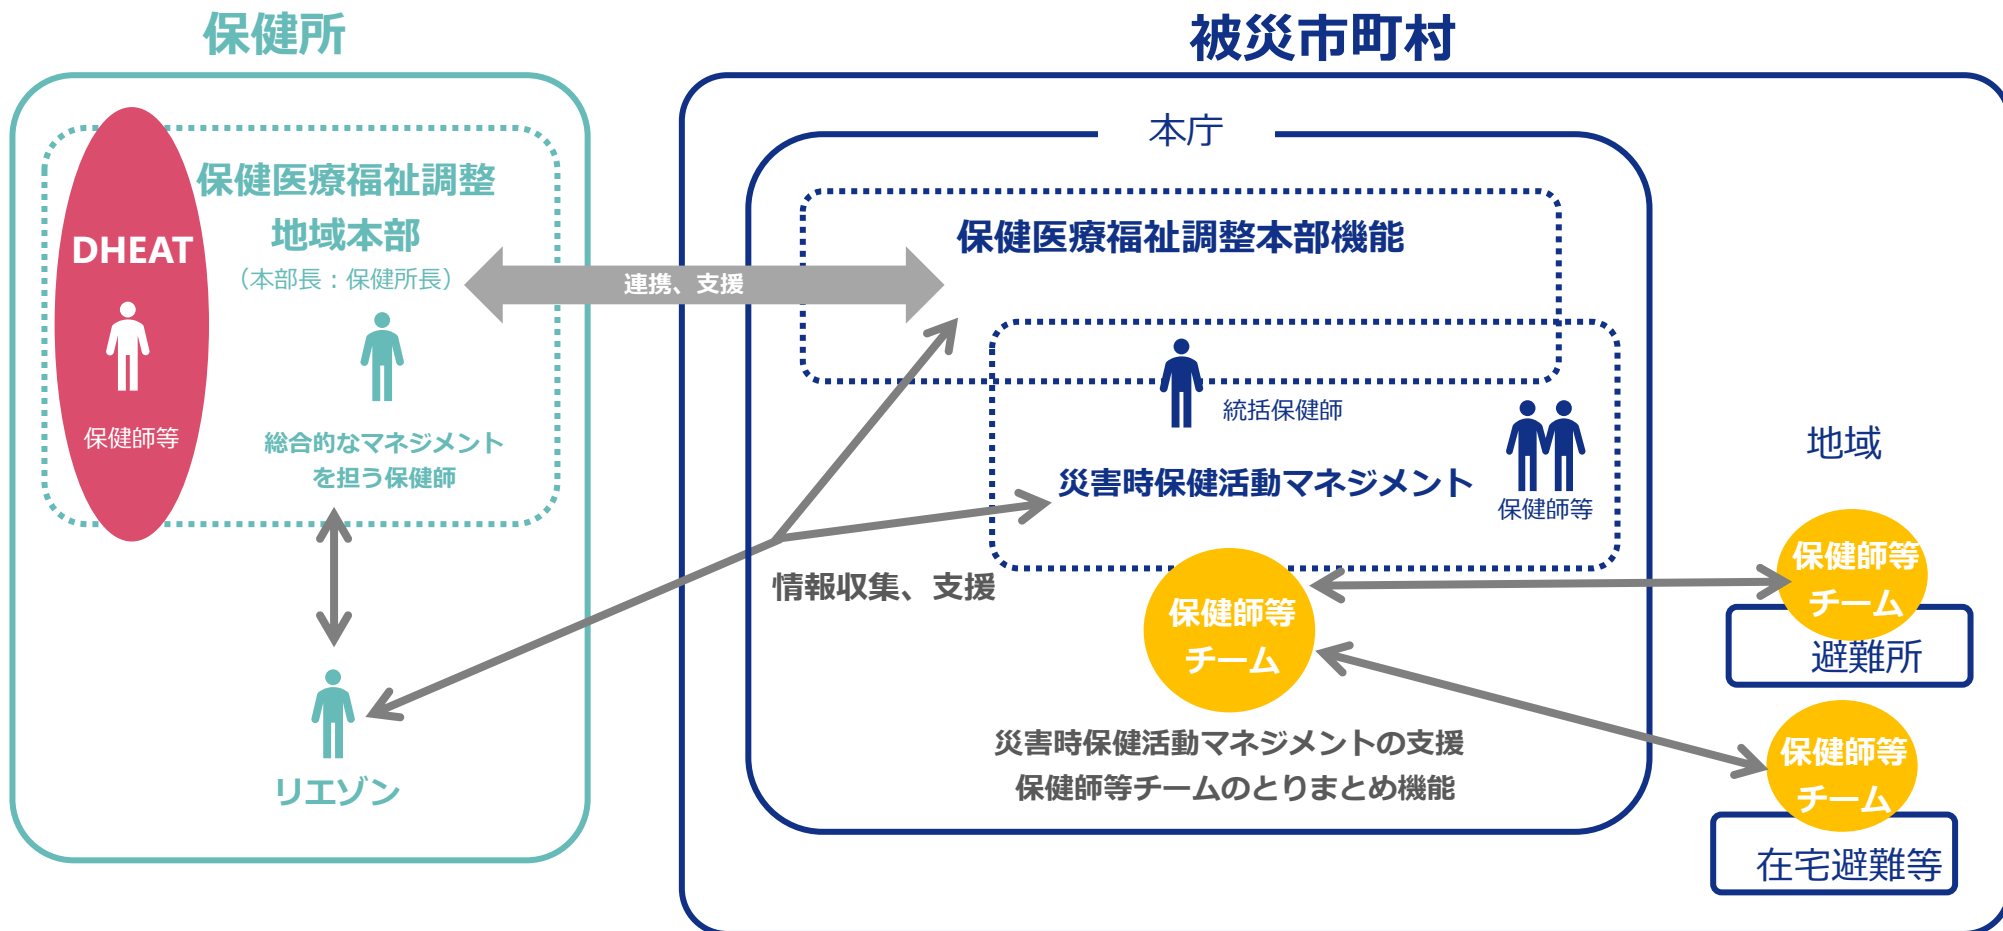 保健所
保健医療福祉調整
地域本部
（本部長：保健所長）
DHEAT
保健師等
総合的なマネジメント
を担う保健師
リエゾン
連携、支援
情報収集、支援
被災市町村
本庁
保健医療福祉調整本部機能
統括保健師
災害時保健活動マネジメント
保健師等
保健師等
チーム
災害時保健活動マネジメントの支援
保健師等チームのとりまとめ機能
地域
保健師等
チーム
避難所
保健師等
チーム
在宅避難等